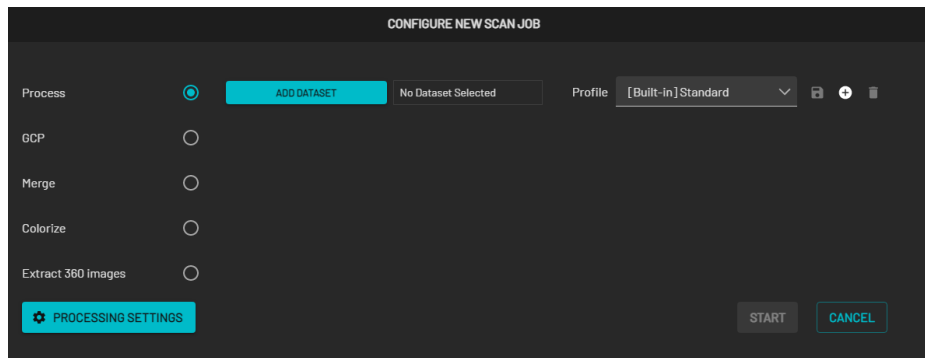 CONFIGURE NEW SCAN JOB
Process ADD DATASET No Dataset Selected Profile [Built-in] Standard
GCP
Merge
Colorize
Extract 360 images
PROCESSING SETTINGS START CANCEL